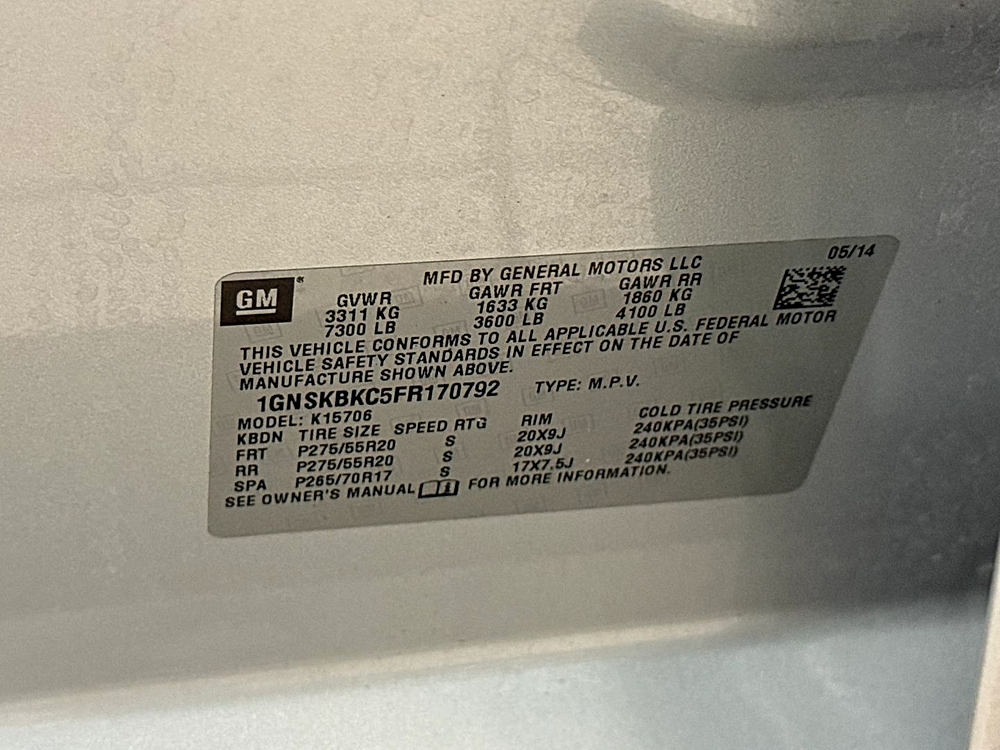 05/14
GM
MFD BY GENERAL MOTORS LLC
GVWR GAWR FRT GAWR RR
3311 KG 1633 KG 1860 KG
7300 LB 3600 LB 4100 LB
THIS VEHICLE CONFORMS TO ALL APPLICABLE U.S. FEDERAL MOTOR
VEHICLE SAFETY STANDARDS IN EFFECT ON THE DATE OF
MANUFACTURE SHOWN ABOVE.
1GNSKBKC5FR170792 TYPE: M.P.V.
MODEL: K15706
KBDN TIRE SIZE SPEED RTG RIM COLD TIRE PRESSURE
FRT P275/55R20 S 20X9J 240KPA(35PSI)
RR P275/55R20 S 20X9J 240KPA(35PSI)
SPA P265/70R17 S 17X7.5J 240KPA(35PSI)
SEE OWNER'S MANUAL FOR MORE INFORMATION.